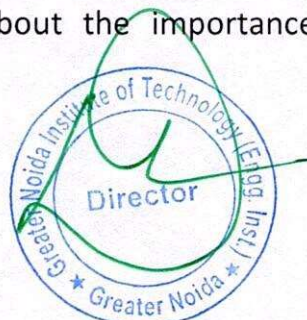 bout the importance
Greater Noida Institute of Technology (Engg. Inst.)
Director
★ Greater Noida ★